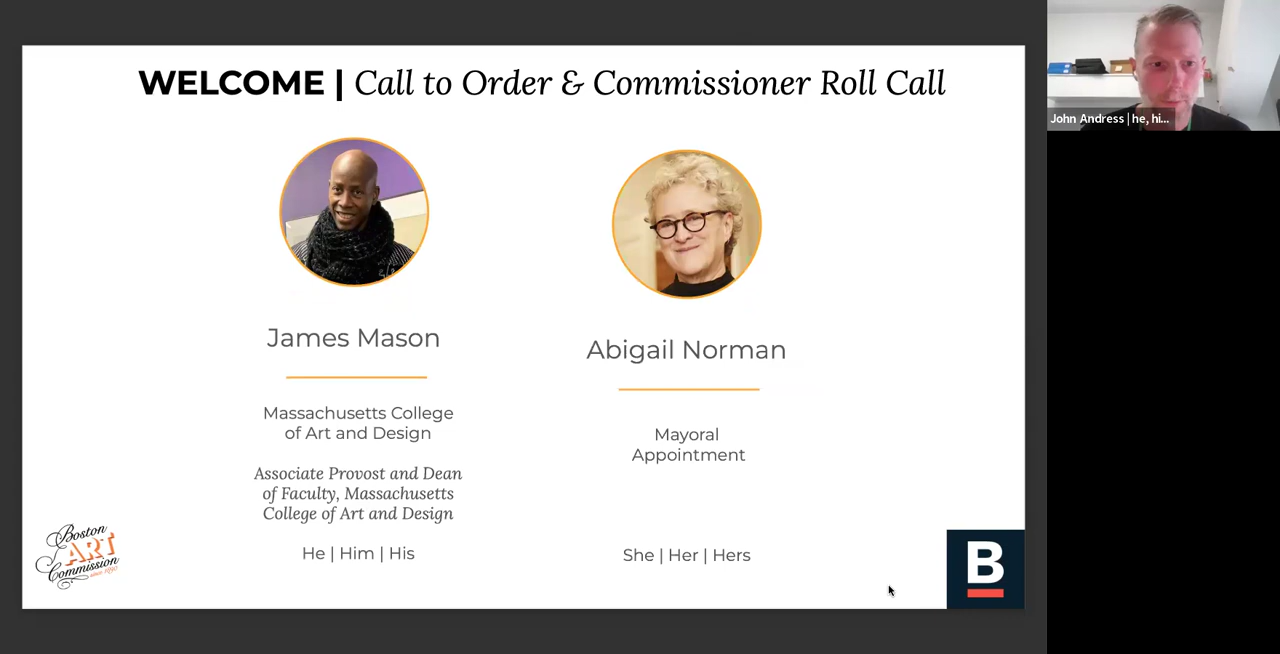 WELCOME | Call to Order & Commissioner Roll Call
James Mason
Massachusetts College
of Art and Design
Associate Provost and Dean
of Faculty, Massachusetts
College of Art and Design
He | Him | His
Abigail Norman
Mayoral
Appointment
She | Her | Hers
Boston
ART
Commission
since 1890
B
John Andress | he, hi...